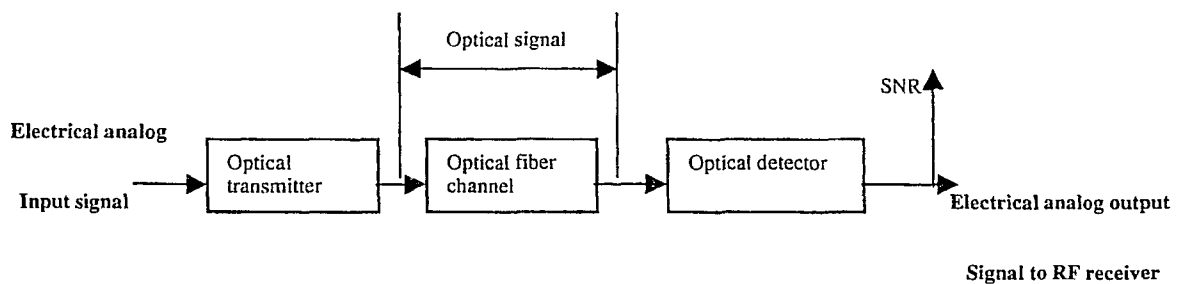 Optical signal
SNR
Electrical analog
Input signal
Optical
transmitter
Optical fiber
channel
Optical detector
Electrical analog output
Signal to RF receiver